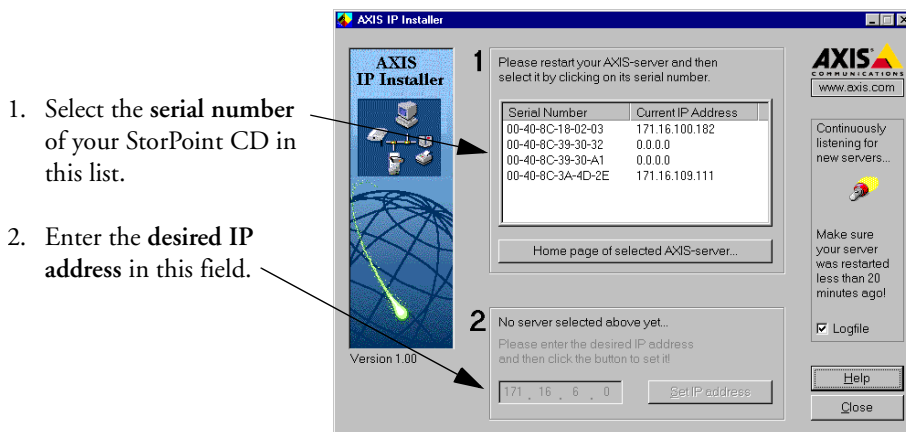 AXIS IP Installer
1. Select the serial number
of your StorPoint CD in
this list.
2. Enter the desired IP
address in this field.
AXIS
IP Installer
Version 1.00
1
Please restart your AXIS-server and then
select it by clicking on its serial number.
Serial Number Current IP Address
00-40-8C-18-02-03 171.16.100.182
00-40-8C-39-30-32 0.0.0.0
00-40-8C-39-30-A1 0.0.0.0
00-40-8C-3A-4D-2E 171.16.109.111
Home page of selected AXIS-server...
2
No server selected above yet...
Please enter the desired IP address
and then click the button to set it!
171 . 16 . 6 . 0 Set IP address
AXIS
COMMUNICATIONS
www.axis.com
Continuously
listening for
new servers...
Make sure
your server
was restarted
less than 20
minutes ago!
Logfile
Help
Close